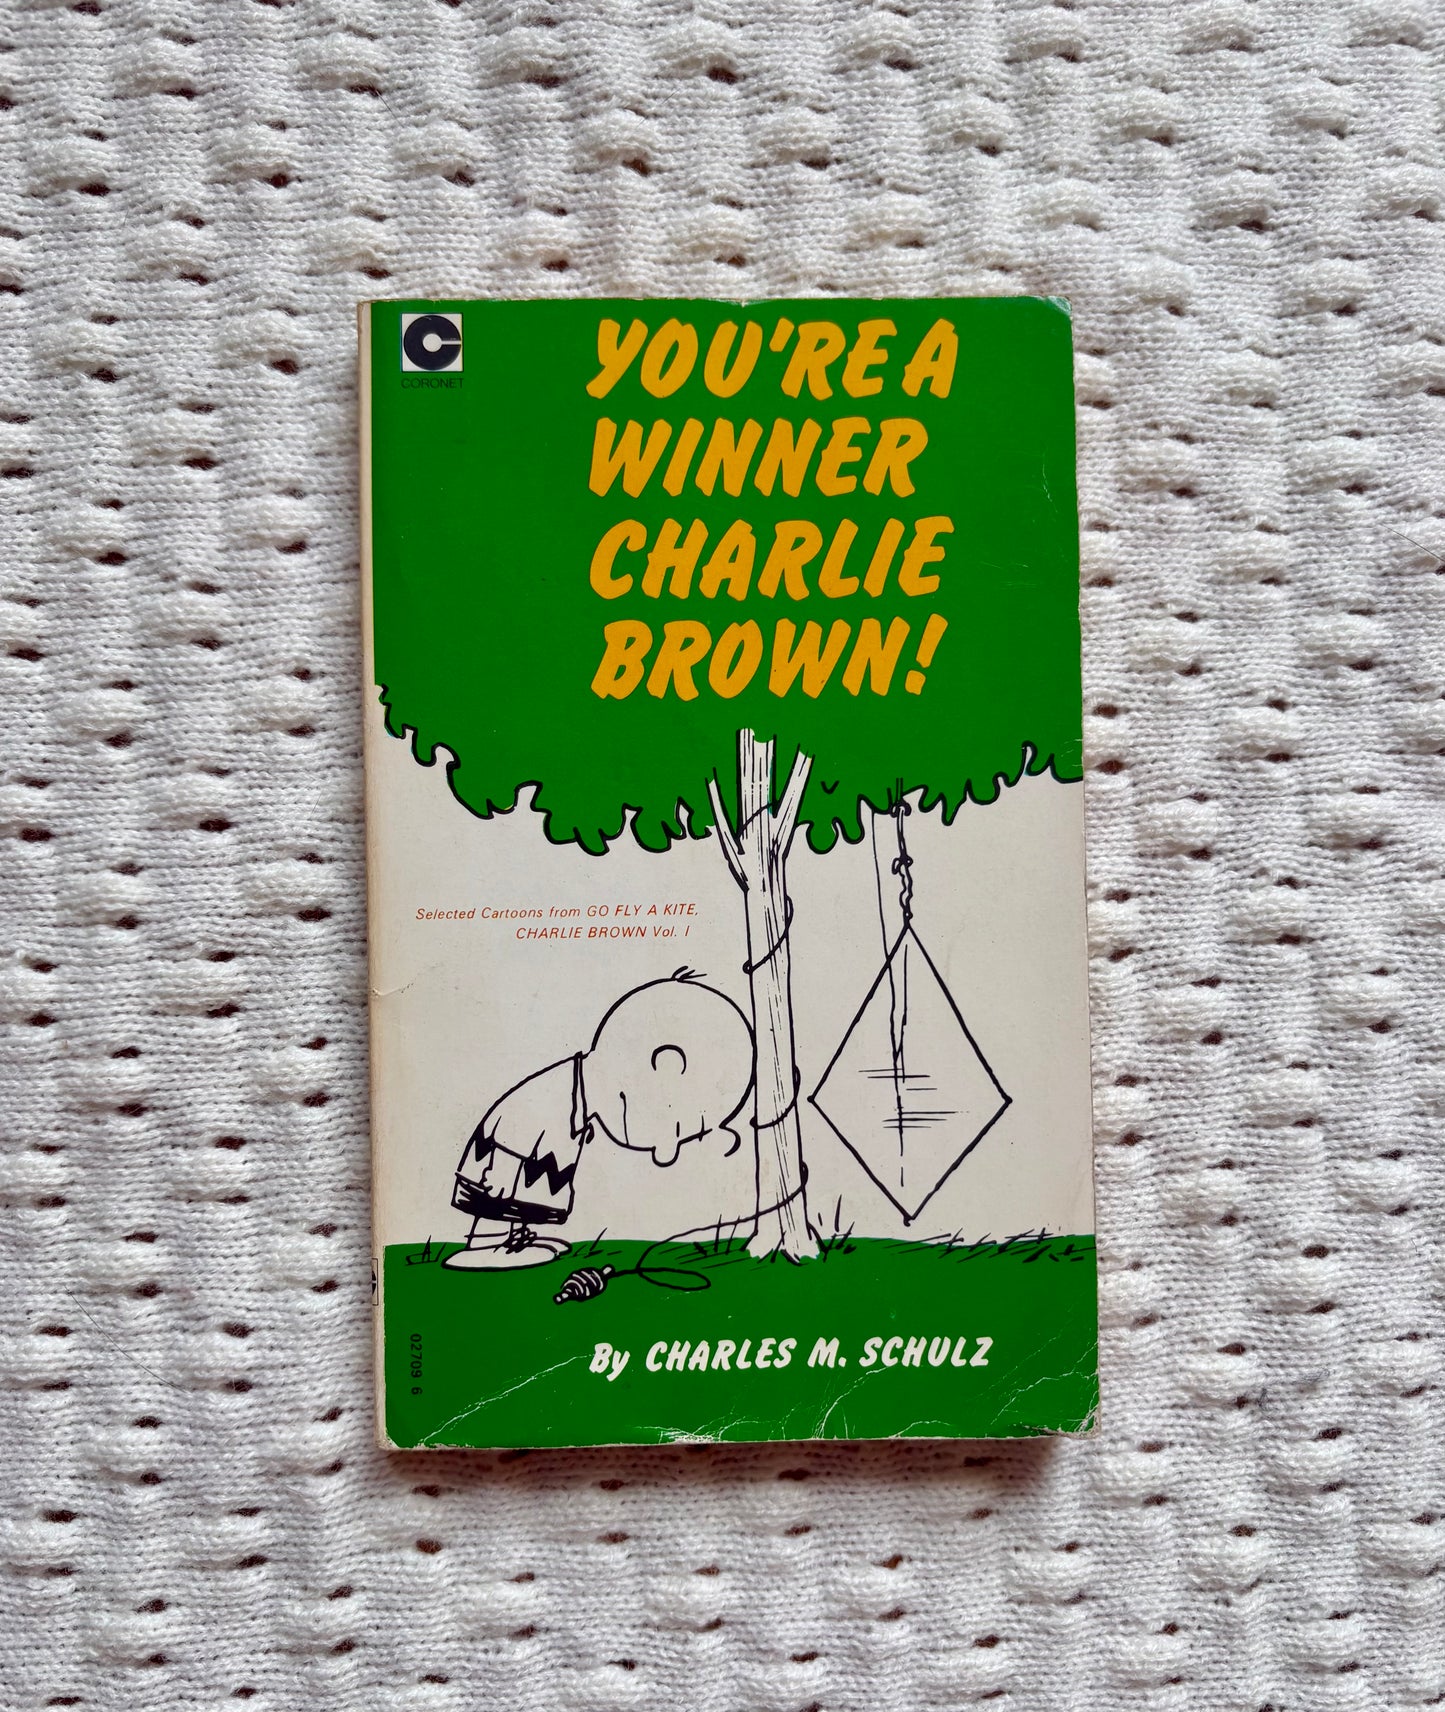 CORONET
YOU'RE A
WINNER
CHARLIE
BROWN!
Selected Cartoons from GO FLY A KITE,
CHARLIE BROWN Vol. I
By CHARLES M. SCHULZ
02709 6